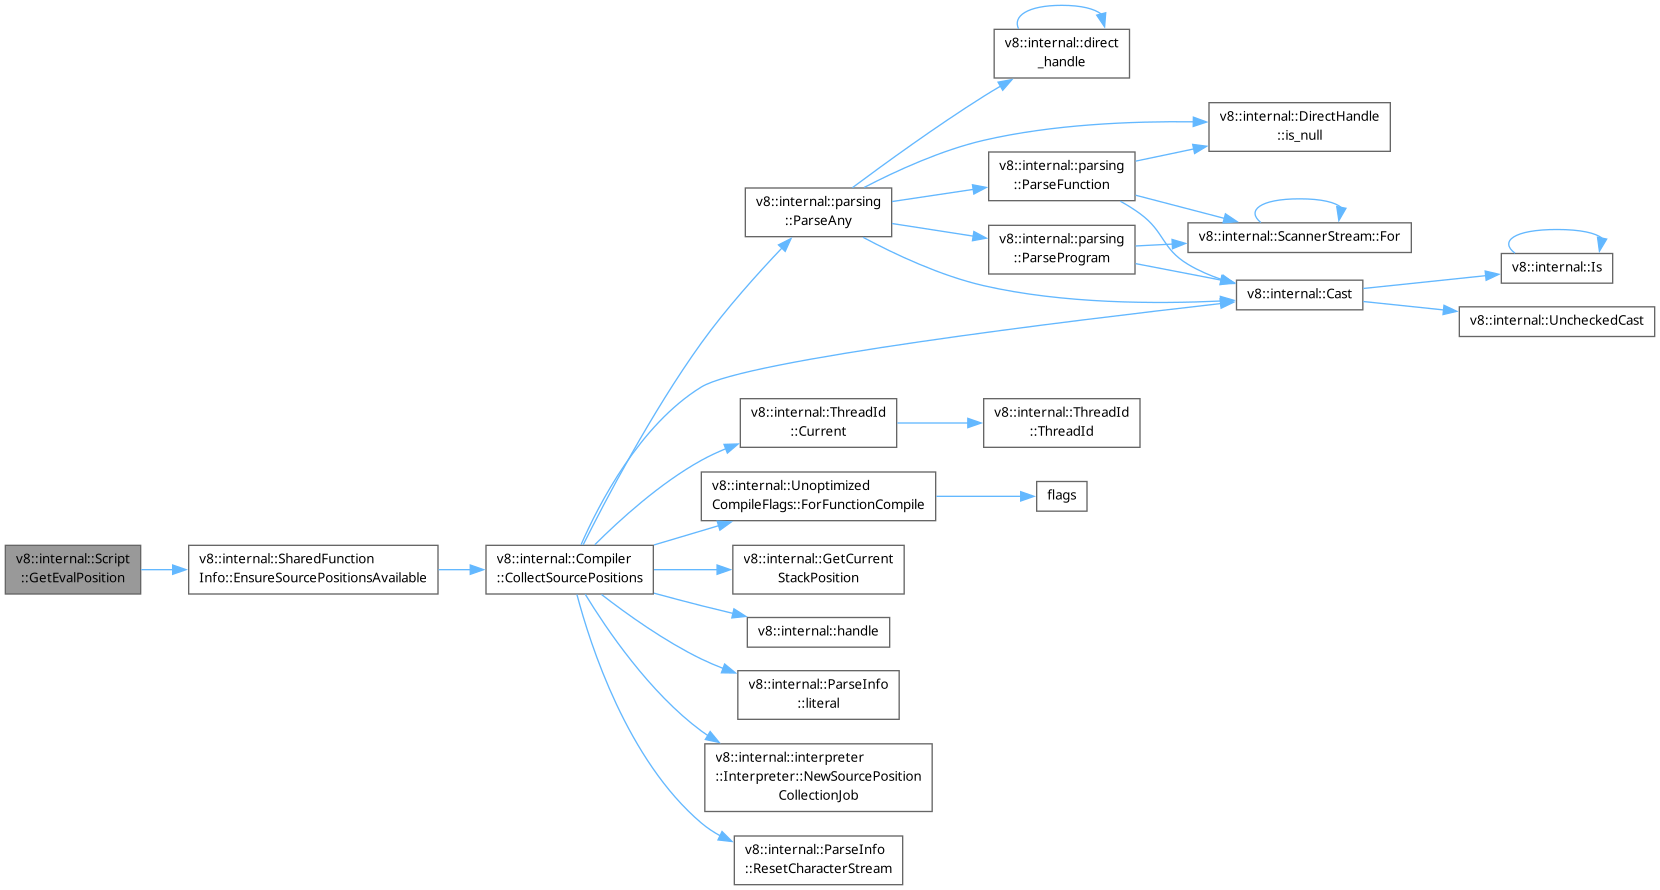 v8::internal::Script
::GetEvalPosition
v8::internal::SharedFunction
Info::EnsureSourcePositionsAvailable
v8::internal::Compiler
::CollectSourcePositions
v8::internal::parsing
::ParseAny
v8::internal::direct
_handle
v8::internal::DirectHandle
::is_null
v8::internal::parsing
::ParseFunction
v8::internal::ScannerStream::For
v8::internal::parsing
::ParseProgram
v8::internal::Cast
v8::internal::Is
v8::internal::UncheckedCast
v8::internal::ThreadId
::Current
v8::internal::ThreadId
::ThreadId
v8::internal::Unoptimized
CompileFlags::ForFunctionCompile
flags
v8::internal::GetCurrent
StackPosition
v8::internal::handle
v8::internal::ParseInfo
::literal
v8::internal::interpreter
::Interpreter::NewSourcePosition
CollectionJob
v8::internal::ParseInfo
::ResetCharacterStream